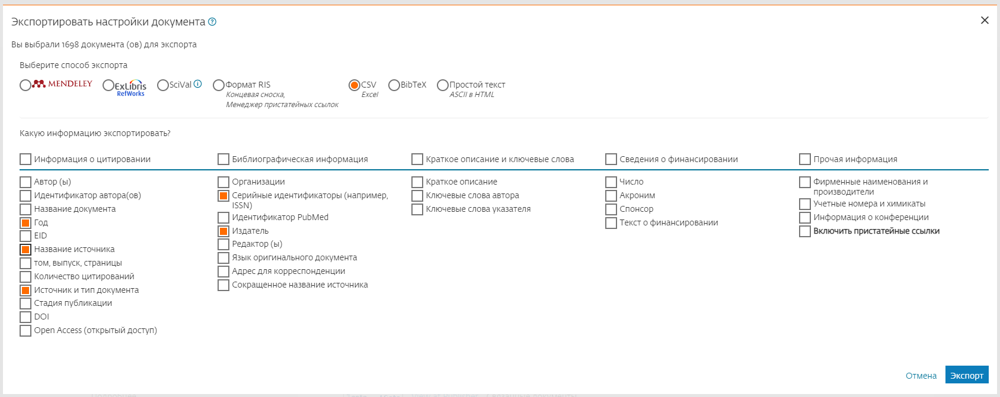 Экспортировать настройки документа
Вы выбрали 1698 документа (ов) для экспорта
Выберите способ экспорта
MENDELEY
ExLibris
RefWorks
SciVal
Формат RIS
Концевая сноска,
Менеджер пристатейных ссылок
CSV
Excel
BibTeX
Простой текст
ASCII в HTML
Какую информацию экспортировать?
Информация о цитировании
Автор (ы)
Идентификатор автора(ов)
Название документа
Год
EID
Название источника
том, выпуск, страницы
Количество цитирований
Источник и тип документа
Стадия публикации
DOI
Open Access (открытый доступ)
Библиографическая информация
Организации
Серийные идентификаторы (например,
ISSN)
Идентификатор PubMed
Издатель
Редактор (ы)
Язык оригинального документа
Адрес для корреспонденции
Сокращенное название источника
Краткое описание и ключевые слова
Краткое описание
Ключевые слова автора
Ключевые слова указателя
Сведения о финансировании
Число
Акроним
Спонсор
Текст о финансировании
Прочая информация
Фирменные наименования и
производители
Учетные номера и химикаты
Информация о конференции
Включить пристатейные ссылки
Отмена
Экспорт